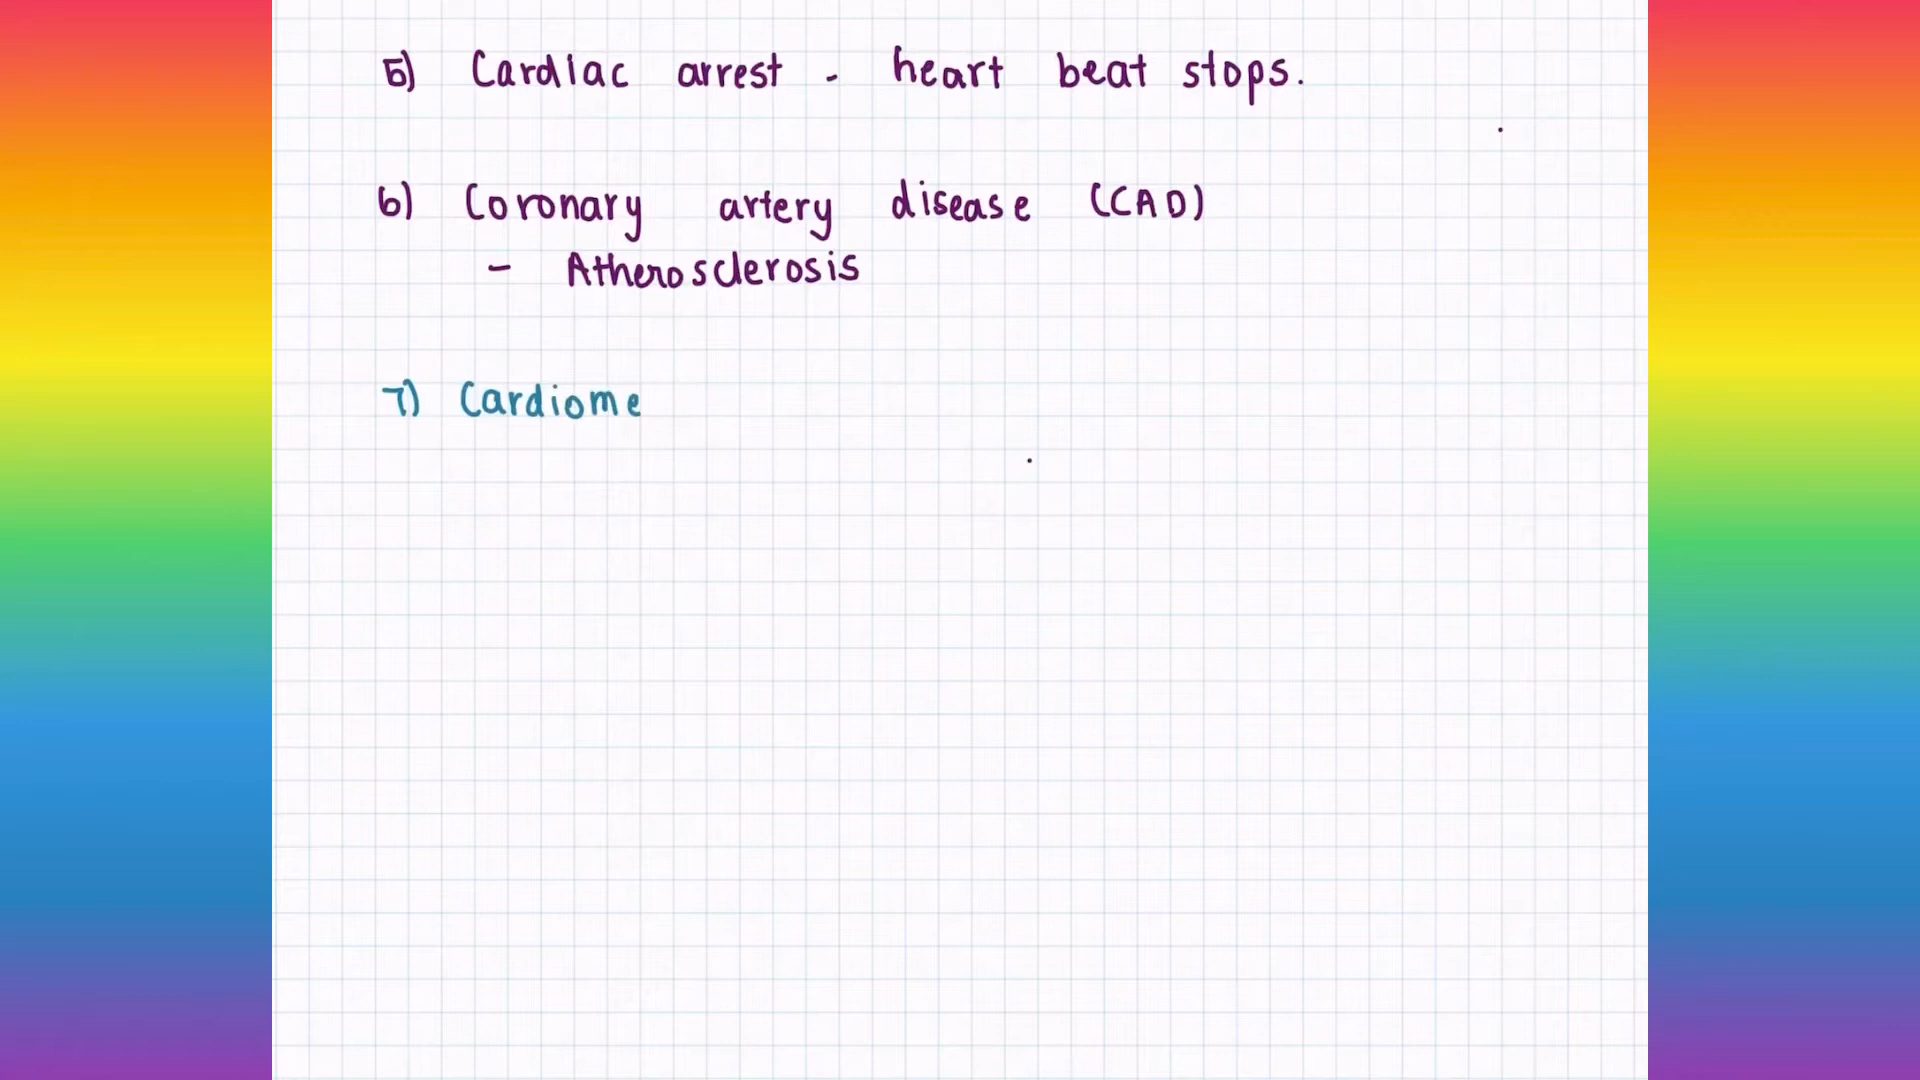 5) Cardiac arrest - heart beat stops.
6) Coronary artery disease (CAD)
- Atherosclerosis
7) Cardiome